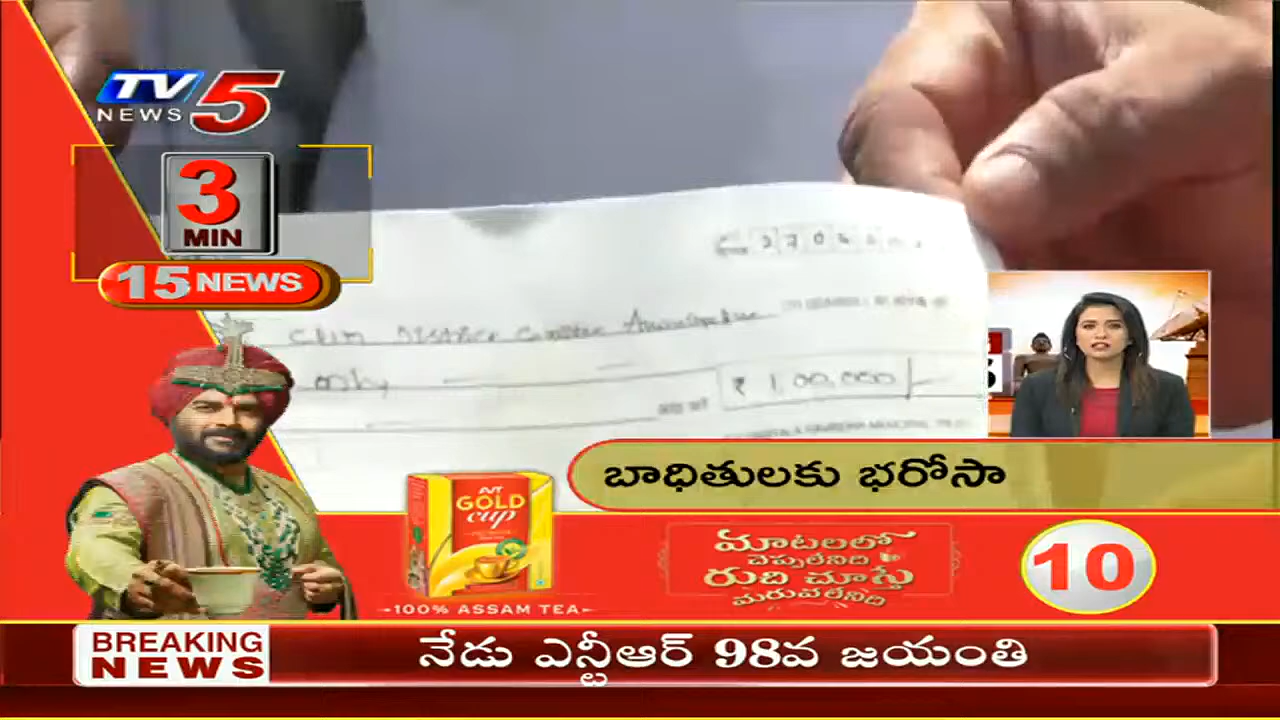 TV5
NEWS
3
MIN
15 NEWS
₹ 1,00,000
బాధితులకు భరోసా
AVT
GOLD
cup
100% ASSAM TEA
మాటలలో
చెప్పలేనిది
రుచి చూస్తే
మరువలేనిది
10
BREAKING
NEWS
నేడు ఎన్టీఆర్ 98వ జయంతి